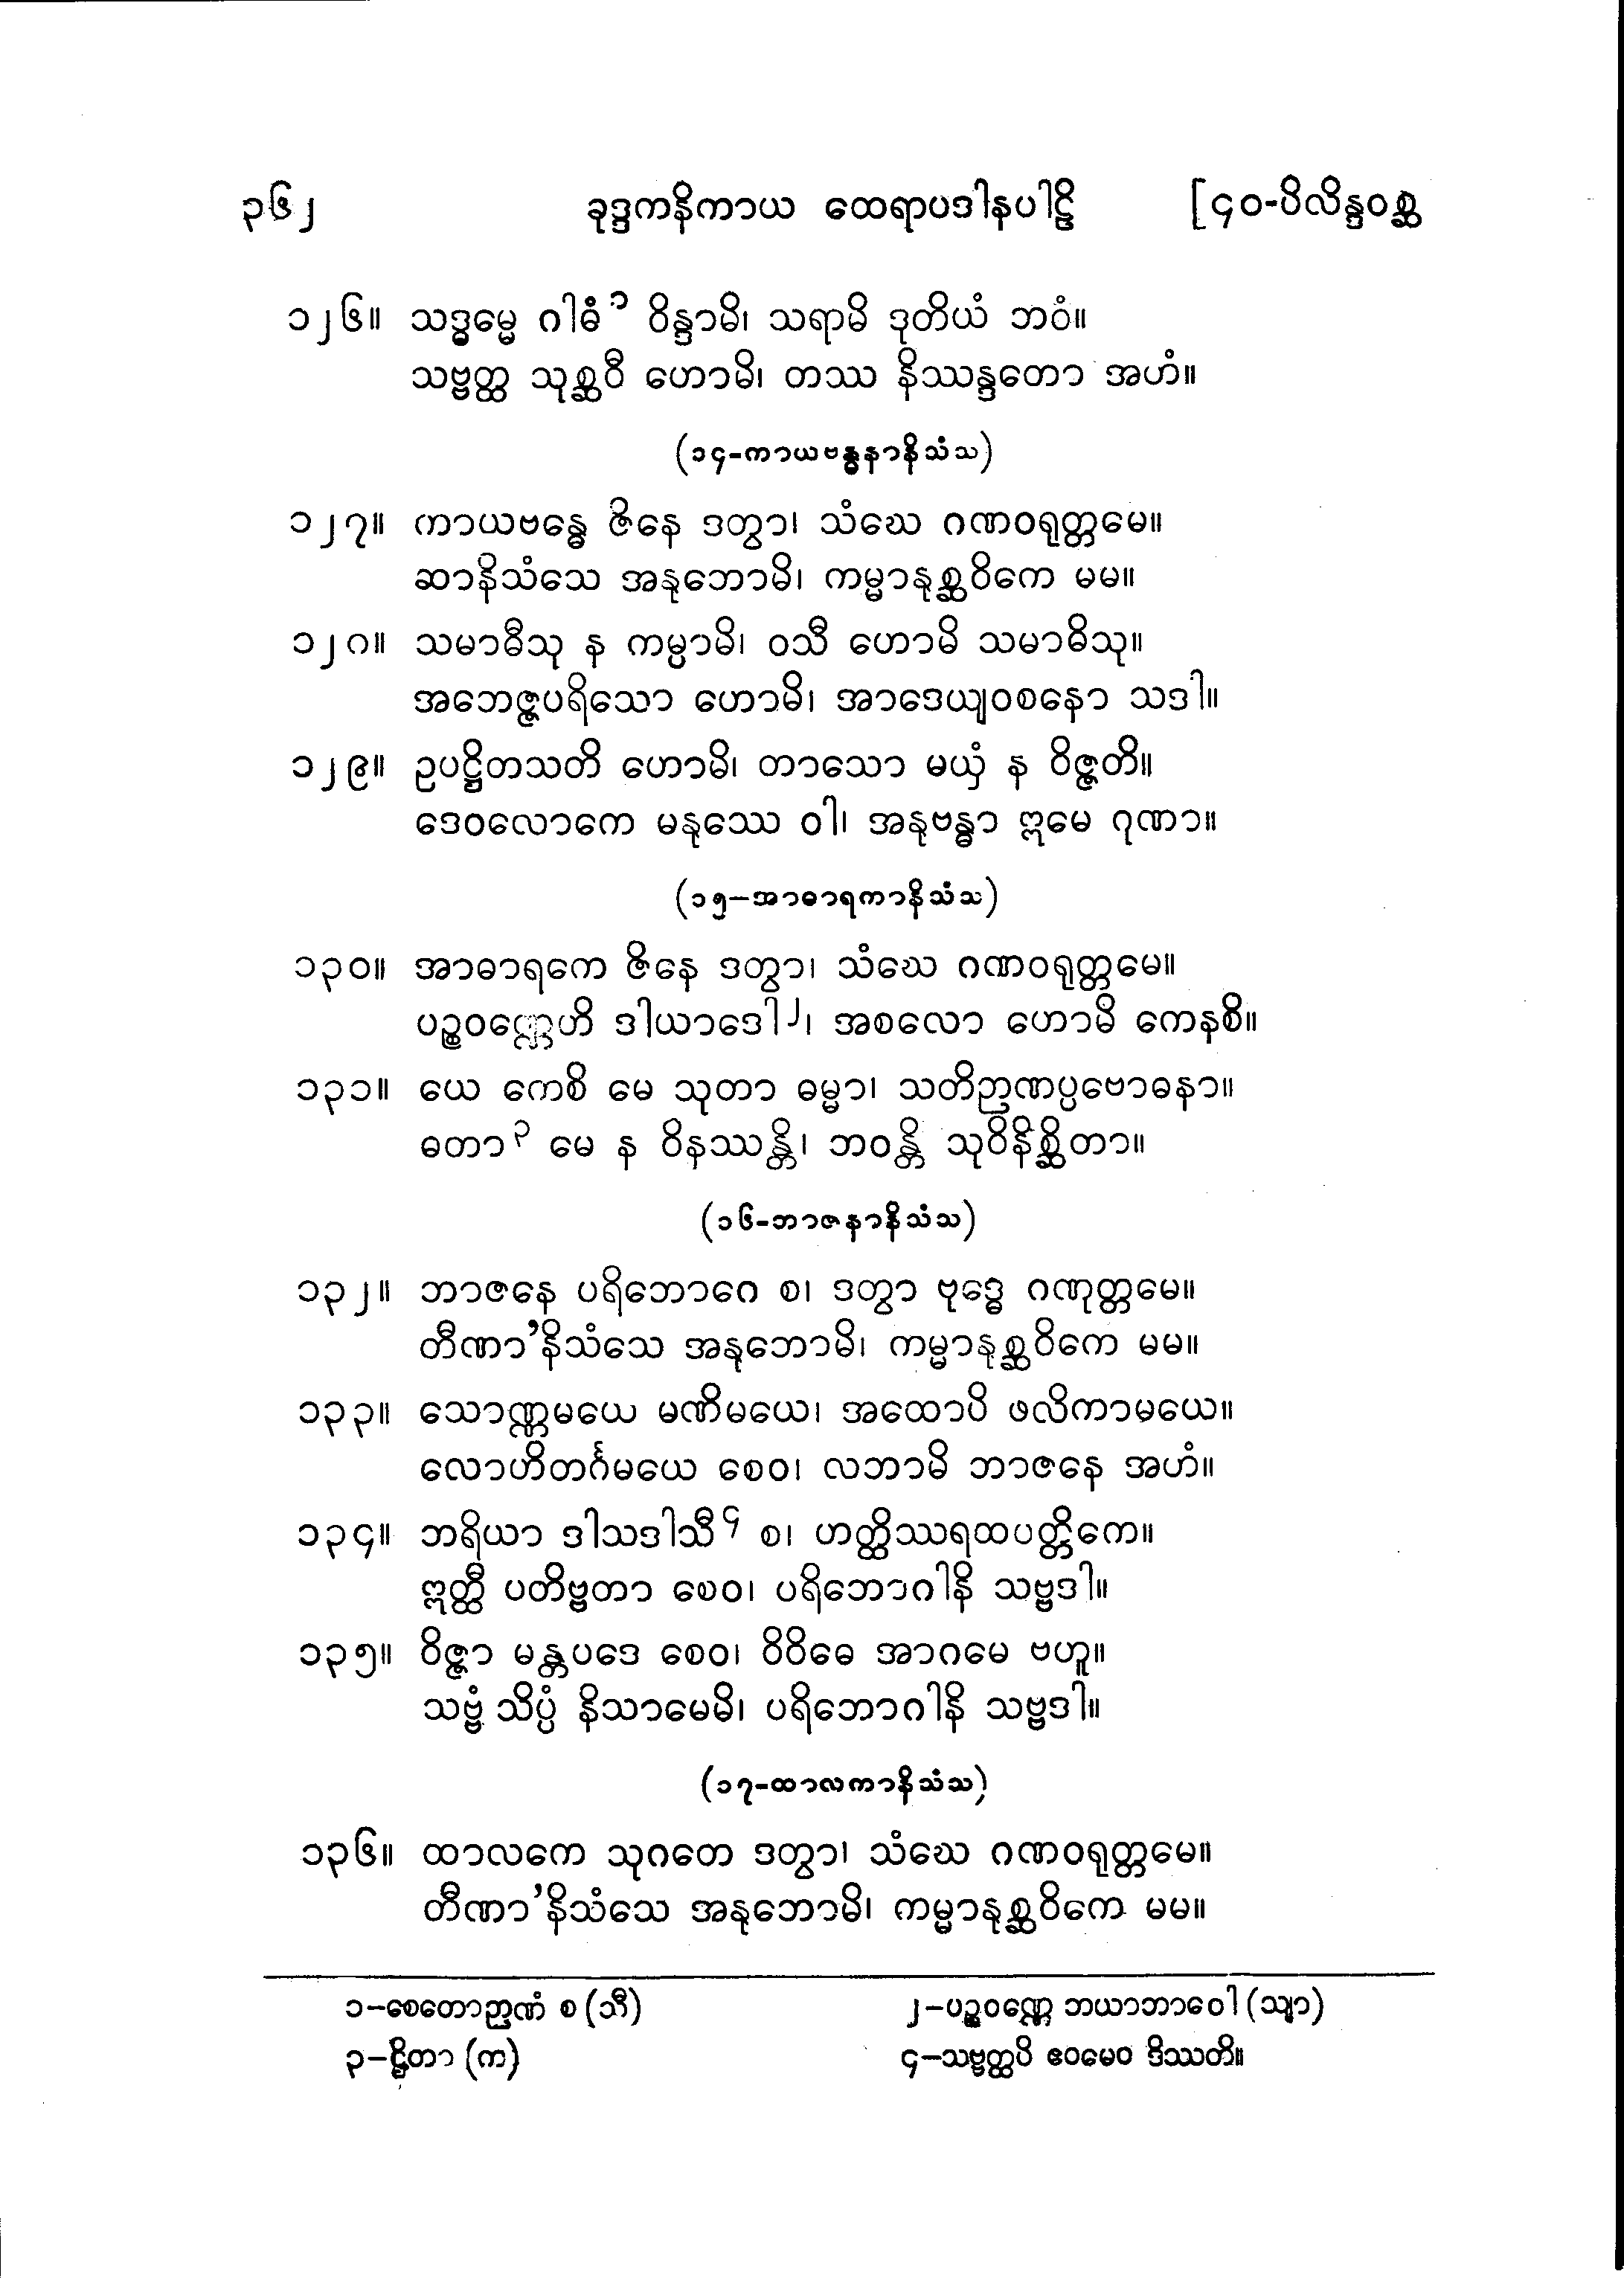 ၃၆၂ ခုဒ္ဒကနိကာယ ထေရာပဒါနပါဠိ [၄၀-ပိလိန္ဒဝစ္ဆ
၁၂၆။ သဒ္ဓမ္မေ ဂါဓံ ၁ ဝိန္ဒာမိ၊ သရာမိ ဒုတိယံ ဘဝံ။
သဗ္ဗတ္ထ သုစ္ဆဝီ ဟောမိ၊ တဿ နိဿန္ဒတော အဟံ။
(၁၄-ကာယဗန္ဓနာနိသံသ)
၁၂၇။ ကာယဗန္ဓေ ဇိနေ ဒတွာ၊ သံဃေ ဂဏဝရုတ္တမေ။
ဆာနိသံသေ အနုဘောမိ၊ ကမ္မာနုစ္ဆဝိကေ မမ။
၁၂၈။ သမာဓီသု န ကမ္ပာမိ၊ ဝသီ ဟောမိ သမာဓိသု။
အဘေဇ္ဇပရိသော ဟောမိ၊ အာဒေယျဝစနော သဒါ။
၁၂၉။ ဥပဋ္ဌိတသတိ ဟောမိ၊ တာသော မယှံ န ဝိဇ္ဇတိ။
ဒေဝလောကေ မနုဿေ ဝါ၊ အနုဗန္ဓာ ဣမေ ဂုဏာ။
(၁၅–အာဓာရကာနိသံသ)
၁၃၀။ အာဓာရကေ ဇိနေ ဒတွာ၊ သံဃေ ဂဏဝရုတ္တမေ။
ပဉ္စဝဏ္ဏေဟိ ဒါယာဒေါ ၂၊ အစလော ဟောမိ ကေနစိ။
၁၃၁။ ယေ ကေစိ မေ သုတာ ဓမ္မာ၊ သတိဉာဏပ္ပဗောဓနာ။
ဓတာ ၃ မေ န ဝိနဿန္တိ၊ ဘဝန္တိ သုဝိနိစ္ဆိတာ။
(၁၆-ဘာဇနာနိသံသ)
၁၃၂။ ဘာဇနေ ပရိဘောဂေ စ၊ ဒတွာ ဗုဒ္ဓေ ဂဏုတ္တမေ။
တီဏာ’နိသံသေ အနုဘောမိ၊ ကမ္မာနုစ္ဆဝိကေ မမ။
၁၃၃။ သောဏ္ဏမယေ မဏိမယေ၊ အထောပိ ဖလိကာမယေ။
လောဟိတင်္ဂမယေ စေဝ၊ လဘာမိ ဘာဇနေ အဟံ။
၁၃၄။ ဘရိယာ ဒါသဒါသီ ၄ စ၊ ဟတ္ထိဿရထပတ္တိကေ။
ဣတ္ထီ ပတိဗ္ဗတာ စေဝ၊ ပရိဘောဂါနိ သဗ္ဗဒါ။
၁၃၅။ ဝိဇ္ဇာ မန္တပဒေ စေဝ၊ ဝိဝိဓေ အာဂမေ ဗဟူ။
သဗ္ဗံ သိပ္ပံ နိသာမေမိ၊ ပရိဘောဂါနိ သဗ္ဗဒါ။
(၁၇-ထာလကာနိသံသ)
၁၃၆။ ထာလကေ သုဂတေ ဒတွာ၊ သံဃေ ဂဏဝရုတ္တမေ။
တီဏာ’နိသံသေ အနုဘောမိ၊ ကမ္မာနုစ္ဆဝိကေ မမ။
၁–စေတောဉာဏံ စ (သီ) ၂–ပဉ္စဝဏ္ဏေ ဘယာဘာဝေါ (သျာ)
၃–ဌိတာ (က) ၄–သဗ္ဗတ္ထပိ ဧဝမေဝ ဒိဿတိ။